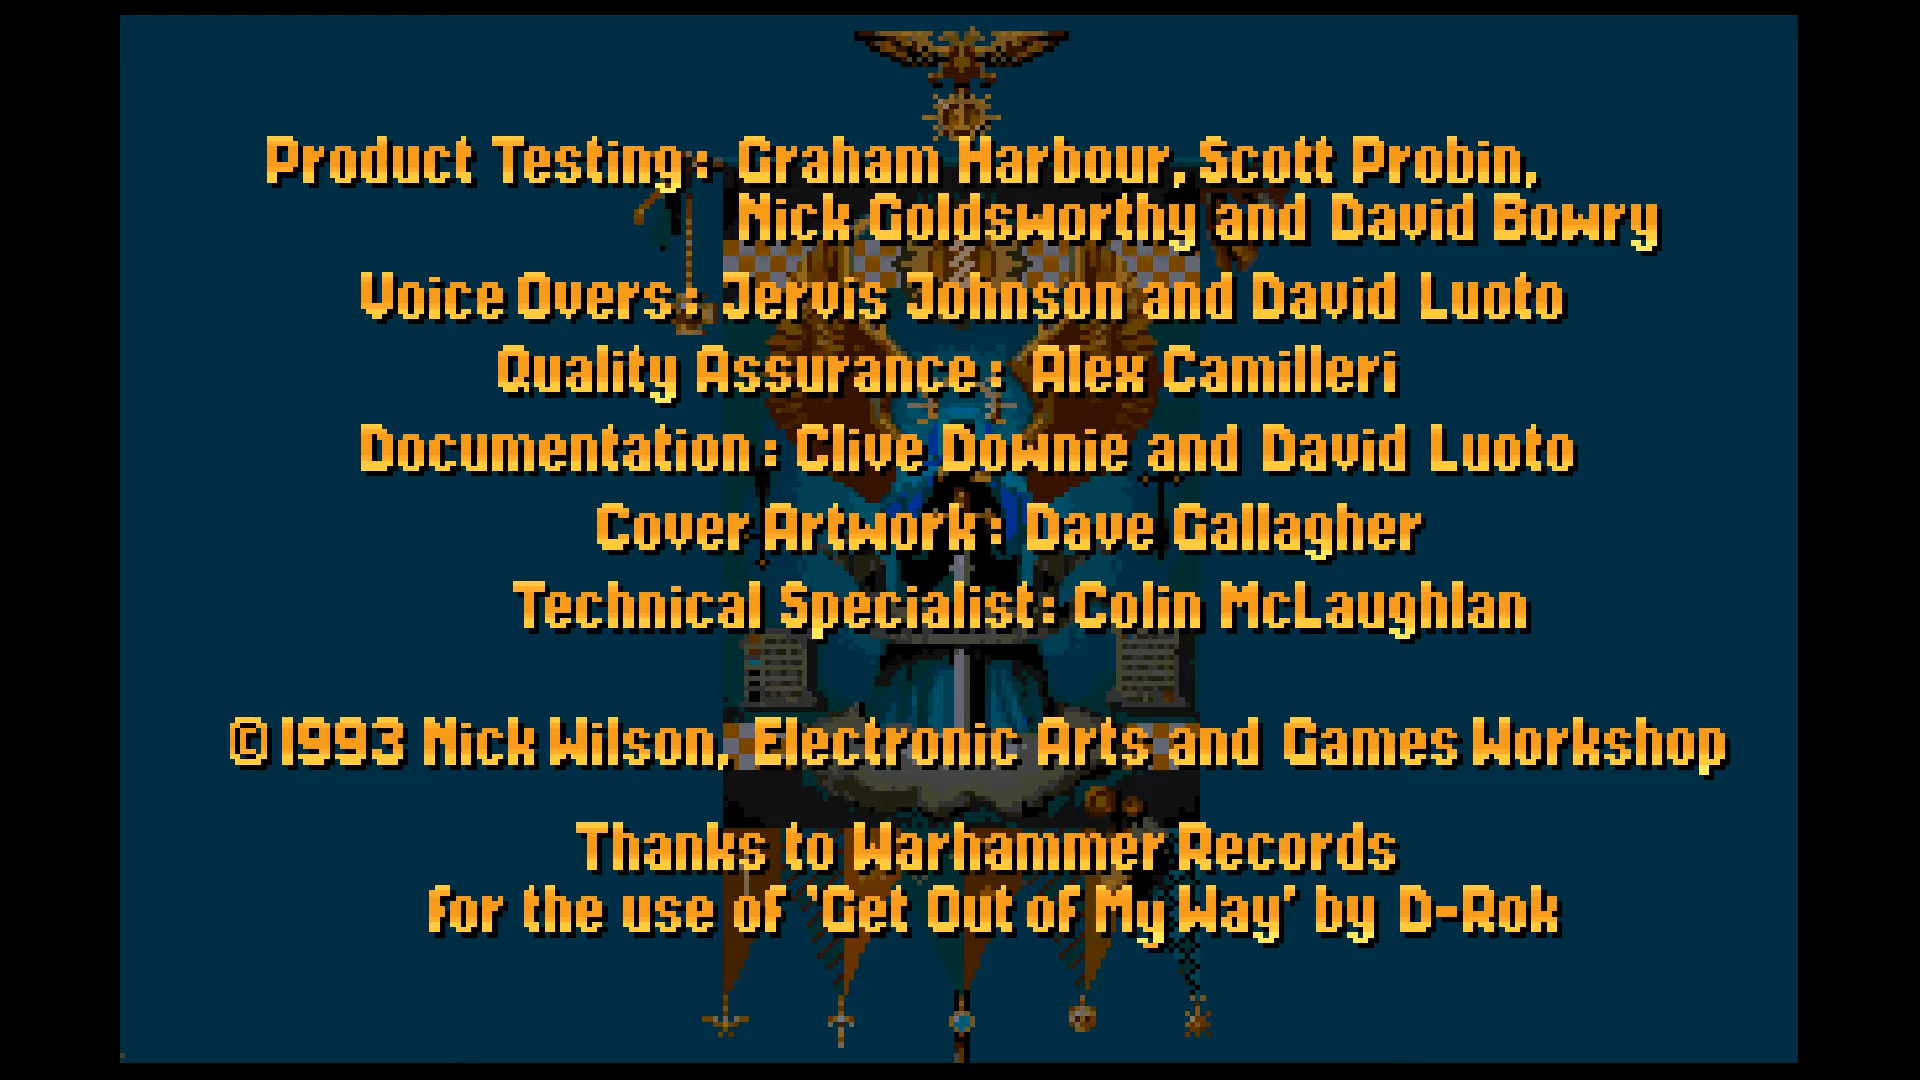 Product Testing: Graham Harbour, Scott Probin,
Nick Goldsworthy and David Bowry
Voice Overs: Jervis Johnson and David Luoto
Quality Assurance: Alex Camilleri
Documentation: Clive Downie and David Luoto
Cover Artwork: Dave Gallagher
Technical Specialist: Colin McLaughlan
©1993 Nick Wilson, Electronic Arts and Games Workshop
Thanks to Warhammer Records
for the use of 'Get Out of My Way' by D-Rok